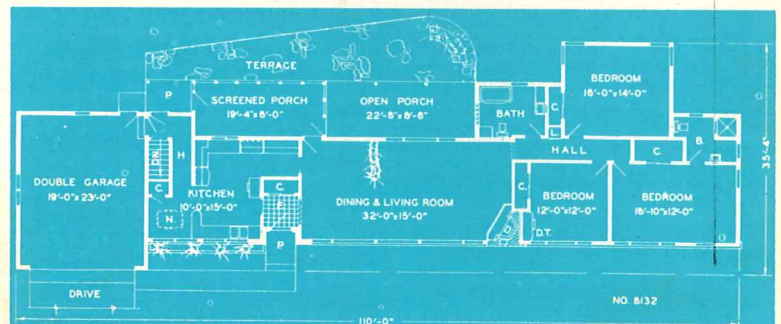 TERRACE
P.
SCREENED PORCH
19'-4"x8'-0"
OPEN PORCH
22'-8"x8'-6"
BATH
C.
L.
BEDROOM
16'-0"x14'-0"
B.
35'-4"
DOUBLE GARAGE
19'-0"x23'-0"
DN.
H
C.
KITCHEN
10'-0"x15'-0"
N.
C.
P.
DINING & LIVING ROOM
32'-0"x15'-0"
HALL
C.
C.
BEDROOM
12'-0"x12'-0"
D.T.
BEDROOM
16'-10"x12'-0"
DRIVE
NO. 8132
110'-0"